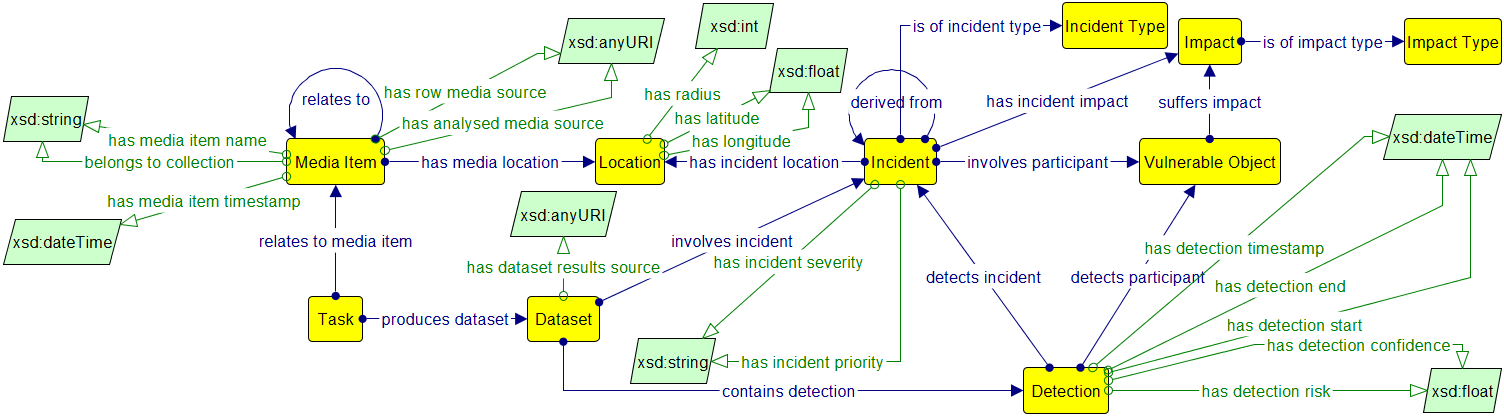 is of incident type
Incident Type
Impact
is of impact type
Impact Type
xsd:anyURI
xsd:int
xsd:float
relates to
has row media source
has radius
derived from
has incident impact
suffers impact
xsd:string
has media item name
has analysed media source
has latitude
has longitude
xsd:dateTime
belongs to collection
Media Item
has media location
Location
has incident location
Incident
involves participant
Vulnerable Object
has media item timestamp
xsd:dateTime
xsd:anyURI
relates to media item
involves incident
has detection timestamp
has dataset results source
has incident severity
detects incident
detects participant
has detection end
Task
produces dataset
Dataset
has detection start
has detection confidence
xsd:string
has incident priority
contains detection
Detection
has detection risk
xsd:float